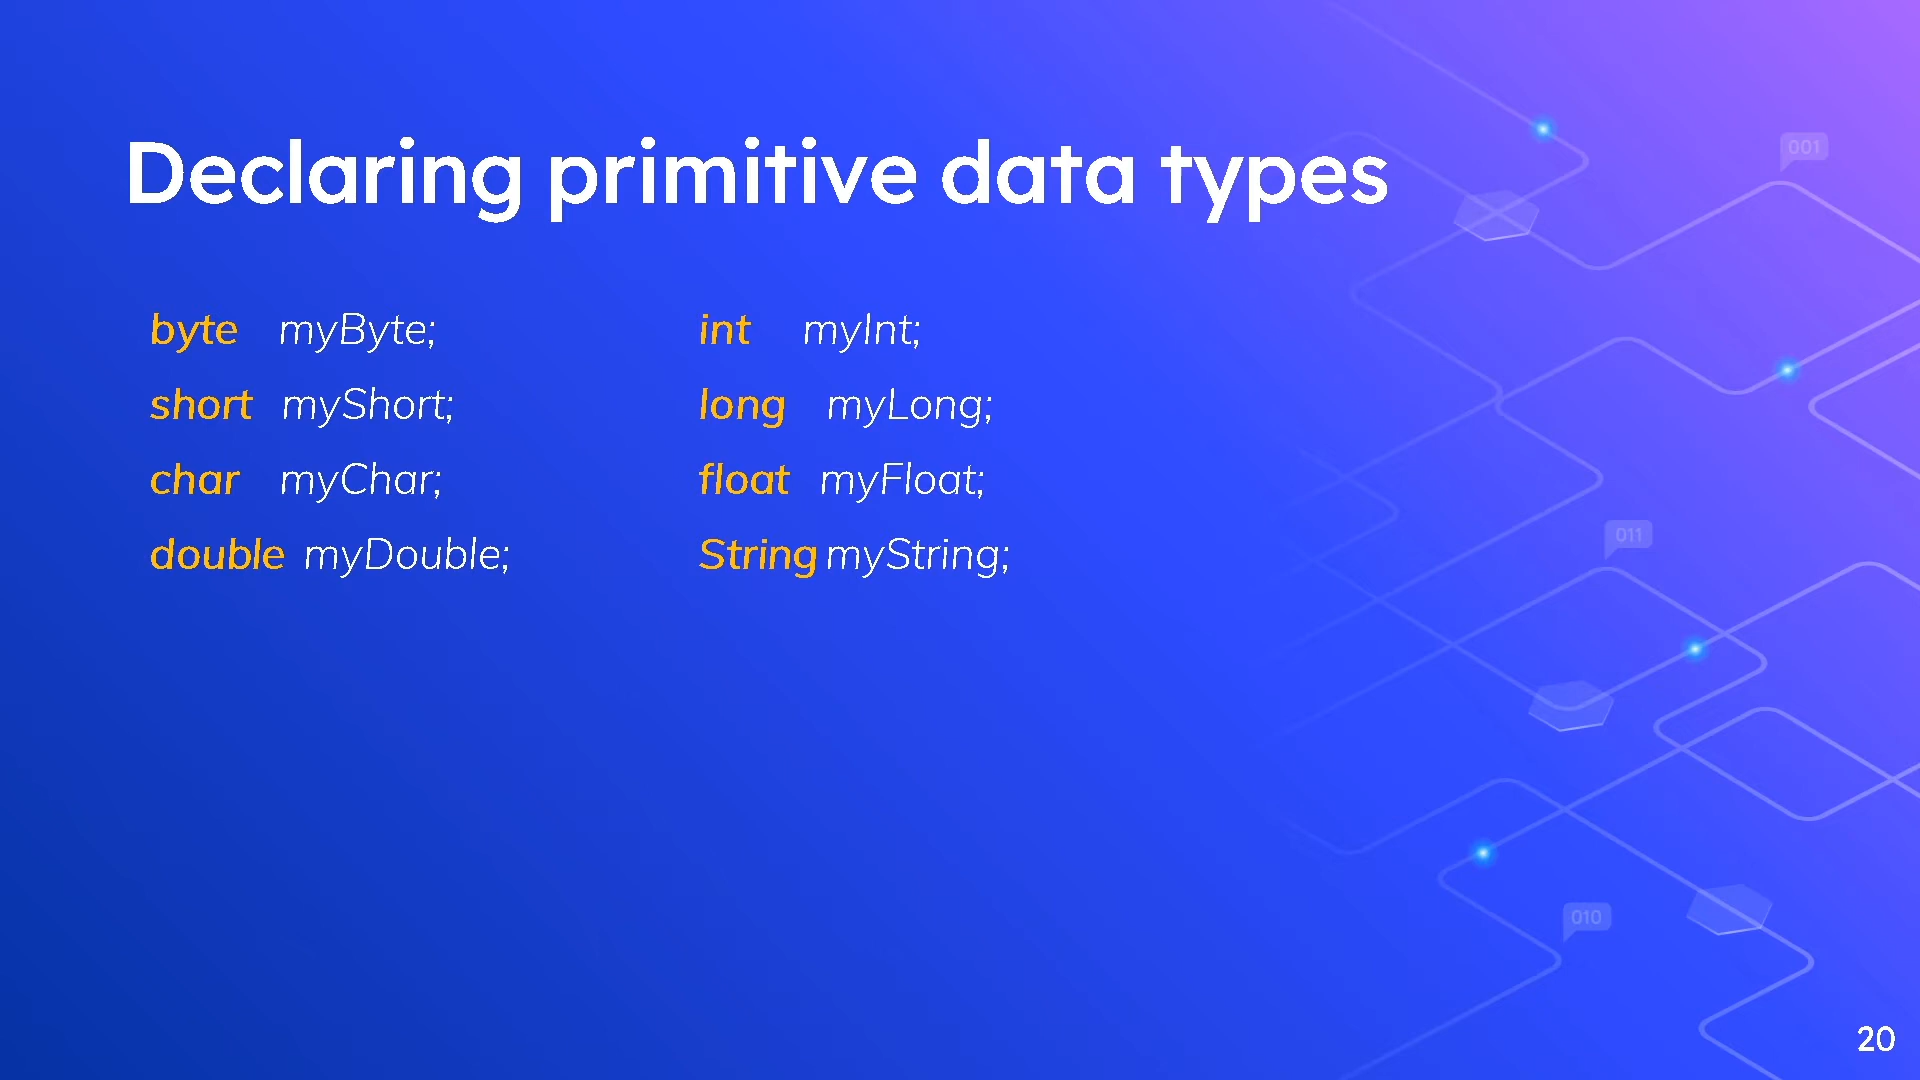 Declaring primitive data types
byte myByte;
short myShort;
char myChar;
double myDouble;
int myInt;
long myLong;
float myFloat;
String myString;
001
011
010
20